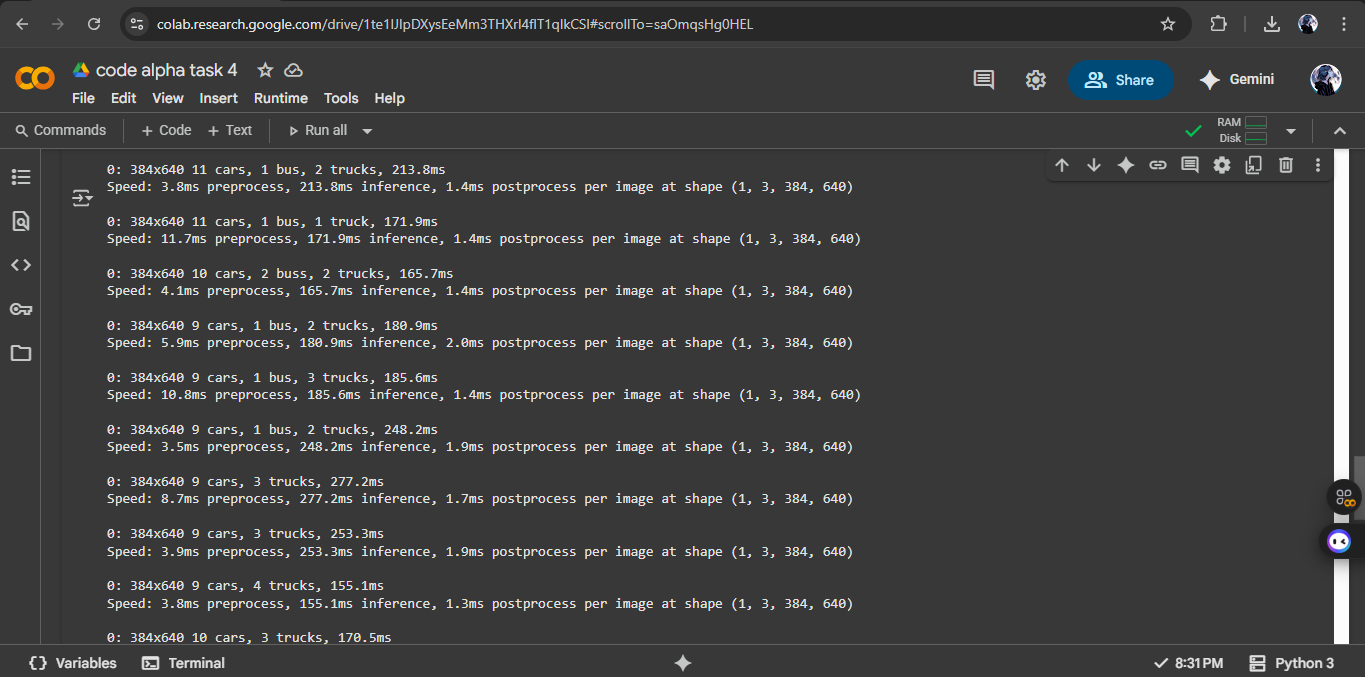 colab.research.google.com/drive/1te1lJlpDXysEeMm3THXrl4flT1qlkCSl#scrollTo=saOmqsHg0HEL
code alpha task 4
Share
Gemini
File Edit View Insert Runtime Tools Help
Commands + Code + Text Run all
RAM
Disk
0: 384x640 11 cars, 1 bus, 2 trucks, 213.8ms
Speed: 3.8ms preprocess, 213.8ms inference, 1.4ms postprocess per image at shape (1, 3, 384, 640)
0: 384x640 11 cars, 1 bus, 1 truck, 171.9ms
Speed: 11.7ms preprocess, 171.9ms inference, 1.4ms postprocess per image at shape (1, 3, 384, 640)
0: 384x640 10 cars, 2 buss, 2 trucks, 165.7ms
Speed: 4.1ms preprocess, 165.7ms inference, 1.4ms postprocess per image at shape (1, 3, 384, 640)
0: 384x640 9 cars, 1 bus, 2 trucks, 180.9ms
Speed: 5.9ms preprocess, 180.9ms inference, 2.0ms postprocess per image at shape (1, 3, 384, 640)
0: 384x640 9 cars, 1 bus, 3 trucks, 185.6ms
Speed: 10.8ms preprocess, 185.6ms inference, 1.4ms postprocess per image at shape (1, 3, 384, 640)
0: 384x640 9 cars, 1 bus, 2 trucks, 248.2ms
Speed: 3.5ms preprocess, 248.2ms inference, 1.9ms postprocess per image at shape (1, 3, 384, 640)
0: 384x640 9 cars, 3 trucks, 277.2ms
Speed: 8.7ms preprocess, 277.2ms inference, 1.7ms postprocess per image at shape (1, 3, 384, 640)
0: 384x640 9 cars, 3 trucks, 253.3ms
Speed: 3.9ms preprocess, 253.3ms inference, 1.9ms postprocess per image at shape (1, 3, 384, 640)
0: 384x640 9 cars, 4 trucks, 155.1ms
Speed: 3.8ms preprocess, 155.1ms inference, 1.3ms postprocess per image at shape (1, 3, 384, 640)
0: 384x640 10 cars, 3 trucks, 170.5ms
Variables Terminal 8:31 PM Python 3